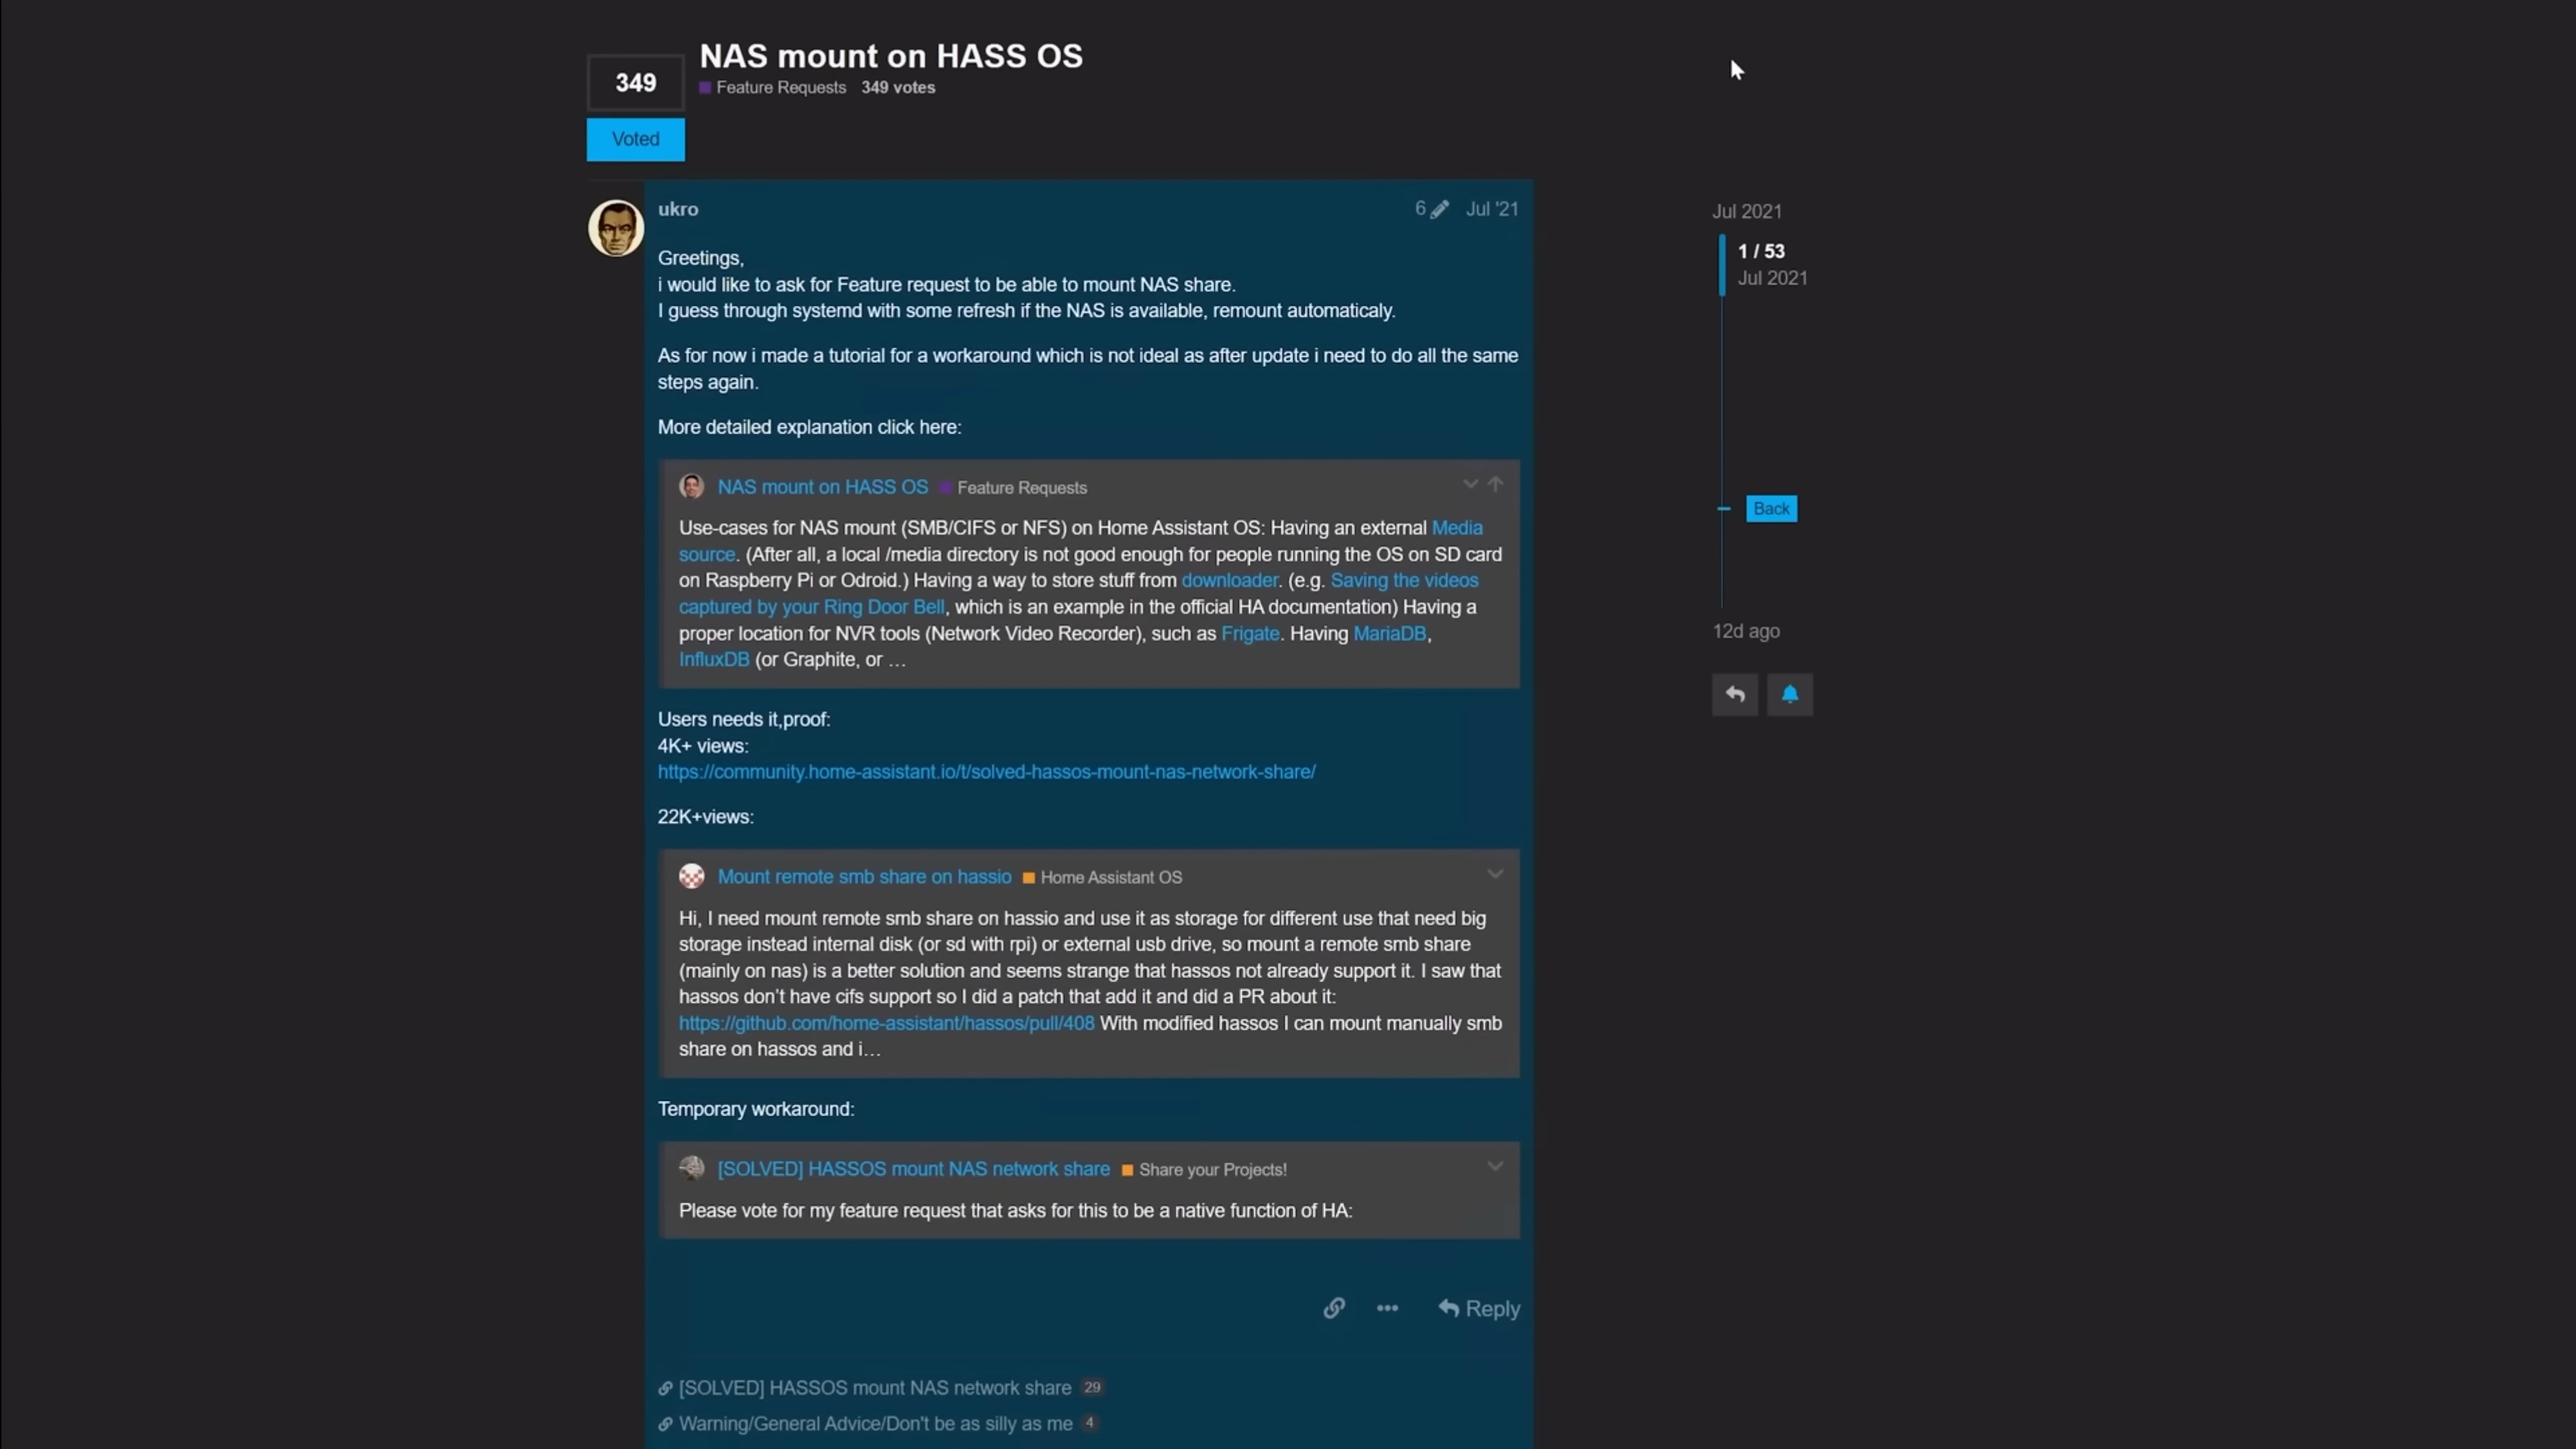 NAS mount on HASS OS
349
Feature Requests 349 votes
Voted
ukro
6 Jul '21
Greetings,
i would like to ask for Feature request to be able to mount NAS share.
I guess through systemd with some refresh if the NAS is available, remount automaticaly.
As for now i made a tutorial for a workaround which is not ideal as after update i need to do all the same
steps again.
More detailed explanation click here:
NAS mount on HASS OS Feature Requests
Use-cases for NAS mount (SMB/CIFS or NFS) on Home Assistant OS: Having an external Media
source. (After all, a local /media directory is not good enough for people running the OS on SD card
on Raspberry Pi or Odroid.) Having a way to store stuff from downloader. (e.g. Saving the videos
captured by your Ring Door Bell, which is an example in the official HA documentation) Having a
proper location for NVR tools (Network Video Recorder), such as Frigate. Having MariaDB,
InfluxDB (or Graphite, or …
Users needs it,proof:
4K+ views:
https://community.home-assistant.io/t/solved-hassos-mount-nas-network-share/
22K+views:
Mount remote smb share on hassio Home Assistant OS
Hi, I need mount remote smb share on hassio and use it as storage for different use that need big
storage instead internal disk (or sd with rpi) or external usb drive, so mount a remote smb share
(mainly on nas) is a better solution and seems strange that hassos not already support it. I saw that
hassos don't have cifs support so I did a patch that add it and did a PR about it:
https://github.com/home-assistant/hassos/pull/408 With modified hassos I can mount manually smb
share on hassos and i…
Temporary workaround:
[SOLVED] HASSOS mount NAS network share Share your Projects!
Please vote for my feature request that asks for this to be a native function of HA:
Reply
[SOLVED] HASSOS mount NAS network share 29
Warning/General Advice/Don't be as silly as me 4
Jul 2021
1 / 53
Jul 2021
Back
12d ago